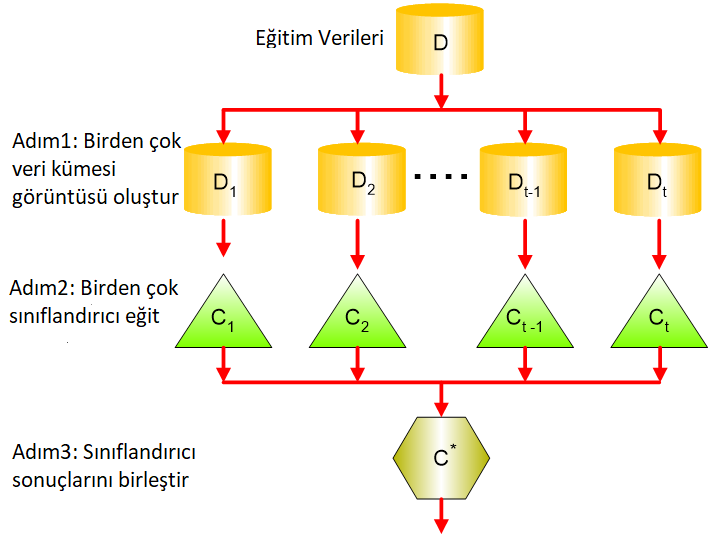 Eğitim Verileri
D
Adım1: Birden çok
veri kümesi
görüntüsü oluştur
D1
D2
....
Dt-1
Dt
Adım2: Birden çok
sınıflandırıcı eğit
C1
C2
Ct-1
Ct
Adım3: Sınıflandırıcı
sonuçlarını birleştir
C*